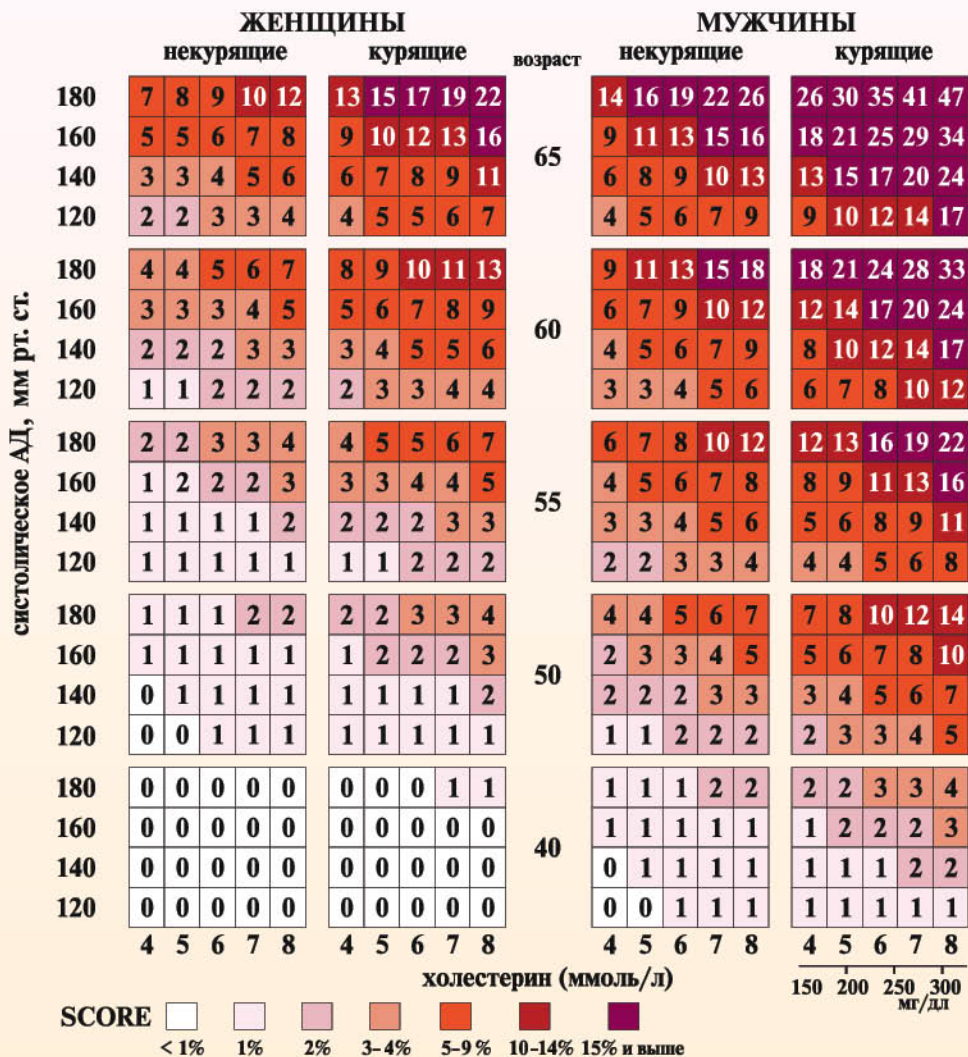 ЖЕНЩИНЫ МУЖЧИНЫ
некурящие курящие возраст некурящие курящие
180 7 8 9 10 12 13 15 17 19 22 14 16 19 22 26 26 30 35 41 47
160 5 5 6 7 8 9 10 12 13 16 9 11 13 15 16 18 21 25 29 34
65
140 3 3 4 5 6 6 7 8 9 11 6 8 9 10 13 13 15 17 20 24
120 2 2 3 3 4 4 5 5 6 7 4 5 6 7 9 9 10 12 14 17
180 4 4 5 6 7 8 9 10 11 13 9 11 13 15 18 18 21 24 28 33
160 3 3 3 4 5 5 6 7 8 9 6 7 9 10 12 12 14 17 20 24
60
140 2 2 2 3 3 3 4 5 5 6 4 5 6 7 9 8 10 12 14 17
120 1 1 2 2 2 2 3 3 4 4 3 3 4 5 6 6 7 8 10 12
180 2 2 3 3 4 4 5 5 6 7 6 7 8 10 12 12 13 16 19 22
160 1 2 2 2 3 3 3 4 4 5 4 5 6 7 8 8 9 11 13 16
55
140 1 1 1 1 2 2 2 2 3 3 3 3 4 5 6 5 6 8 9 11
120 1 1 1 1 1 1 1 2 2 2 2 2 3 3 4 4 4 5 6 8
180 1 1 1 2 2 2 2 3 3 4 4 4 5 6 7 7 8 10 12 14
160 1 1 1 1 1 1 2 2 2 3 2 3 3 4 5 5 6 7 8 10
50
140 0 1 1 1 1 1 1 1 1 2 2 2 2 3 3 3 4 5 6 7
120 0 0 1 1 1 1 1 1 1 1 1 1 2 2 2 2 3 3 4 5
180 0 0 0 0 0 0 0 0 1 1 1 1 1 2 2 2 2 3 3 4
160 0 0 0 0 0 0 0 0 0 0 1 1 1 1 1 1 2 2 2 3
40
140 0 0 0 0 0 0 0 0 0 0 0 1 1 1 1 1 1 1 2 2
120 0 0 0 0 0 0 0 0 0 0 0 0 1 1 1 1 1 1 1 1
систолическое АД, мм рт. ст.
4 5 6 7 8 4 5 6 7 8 4 5 6 7 8 4 5 6 7 8
холестерин (ммоль/л)
150 200 250 300
мг/дл
SCORE
< 1% 1% 2% 3–4% 5–9 % 10–14% 15% и выше